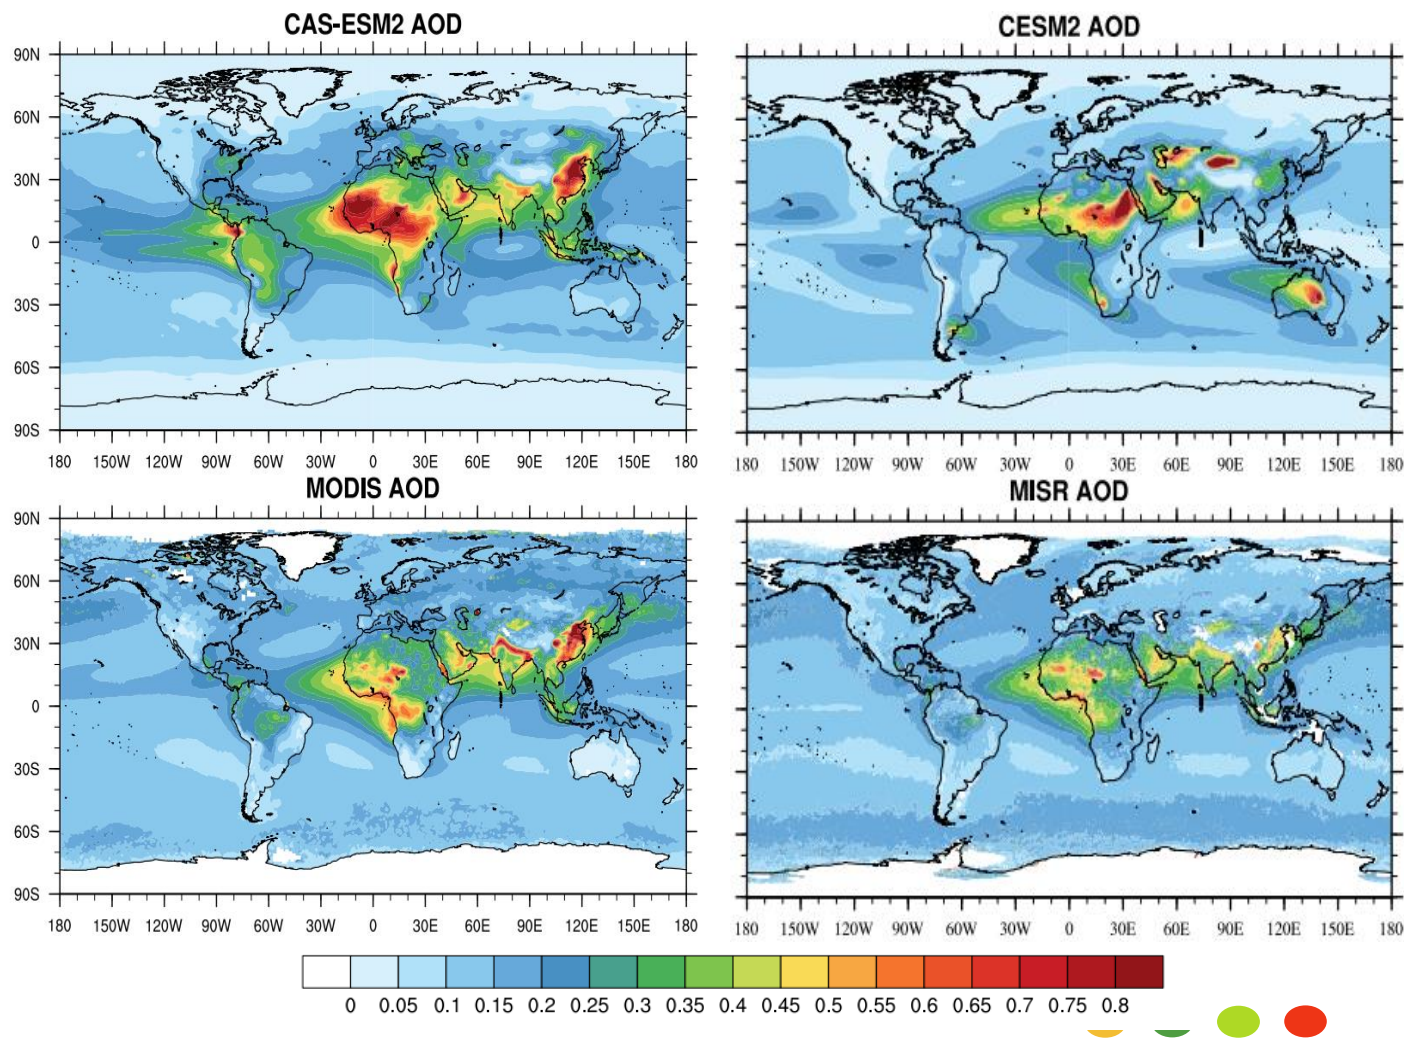 CAS-ESM2 AOD
90N
60N
30N
0
30S
60S
90S
180 150W 120W 90W 60W 30W 0 30E 60E 90E 120E 150E 180
CESM2 AOD
180 150W 120W 90W 60W 30W 0 30E 60E 90E 120E 150E 180
MODIS AOD
90N
60N
30N
0
30S
60S
90S
180 150W 120W 90W 60W 30W 0 30E 60E 90E 120E 150E 180
MISR AOD
180 150W 120W 90W 60W 30W 0 30E 60E 90E 120E 150E 180
0 0.05 0.1 0.15 0.2 0.25 0.3 0.35 0.4 0.45 0.5 0.55 0.6 0.65 0.7 0.75 0.8